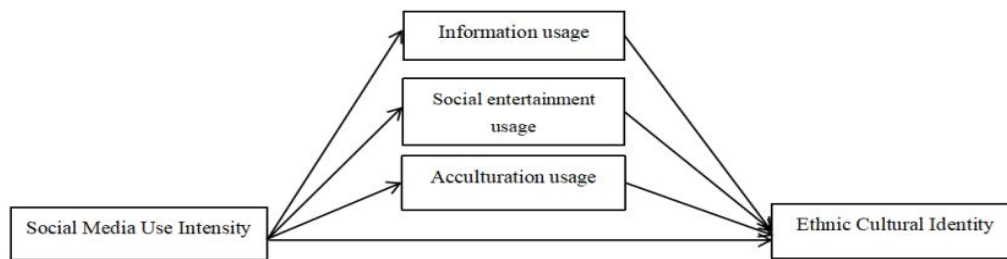 Information usage
Social entertainment
usage
Acculturation usage
Social Media Use Intensity
Ethnic Cultural Identity